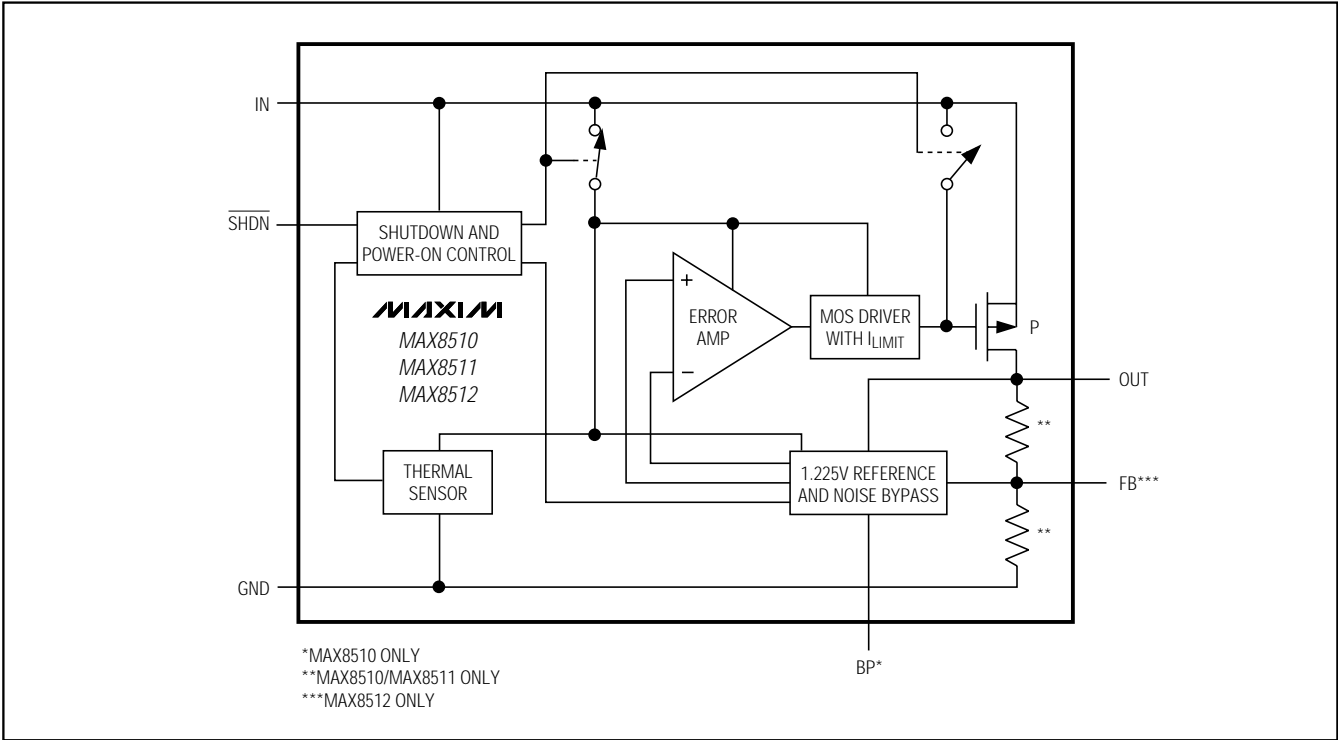 IN
SHDN
SHUTDOWN AND
POWER-ON CONTROL
MAXIM
MAX8510
MAX8511
MAX8512
ERROR
AMP
+
−
MOS DRIVER
WITH ILIMIT
P
OUT
**
THERMAL
SENSOR
1.225V REFERENCE
AND NOISE BYPASS
FB***
**
GND
BP*
*MAX8510 ONLY
**MAX8510/MAX8511 ONLY
***MAX8512 ONLY